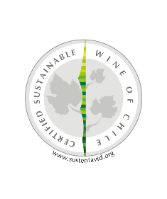 CERTIFIED SUSTAINABLE
WINE OF CHILE
www.sustentavid.org